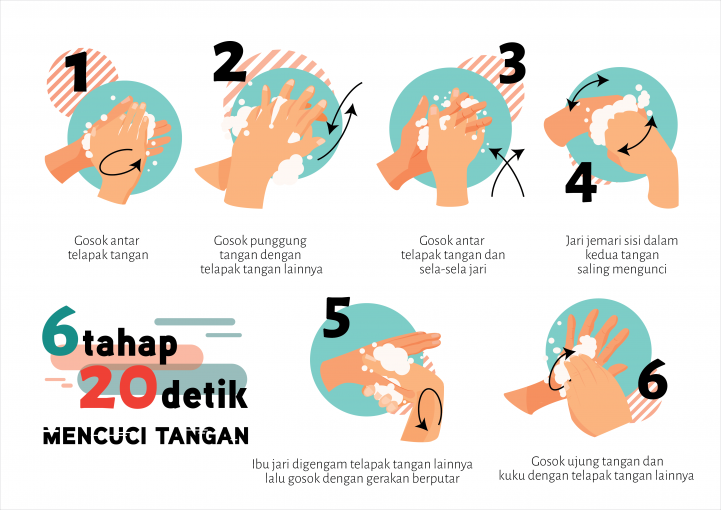 1
Gosok antar
telapak tangan
2
Gosok punggung
tangan dengan
telapak tangan lainnya
3
Gosok antar
telapak tangan dan
sela-sela jari
4
Jari jemari sisi dalam
kedua tangan
saling mengunci
6 tahap
20 detik
MENCUCI TANGAN
5
Ibu jari digengam telapak tangan lainnya
lalu gosok dengan gerakan berputar
6
Gosok ujung tangan dan
kuku dengan telapak tangan lainnya